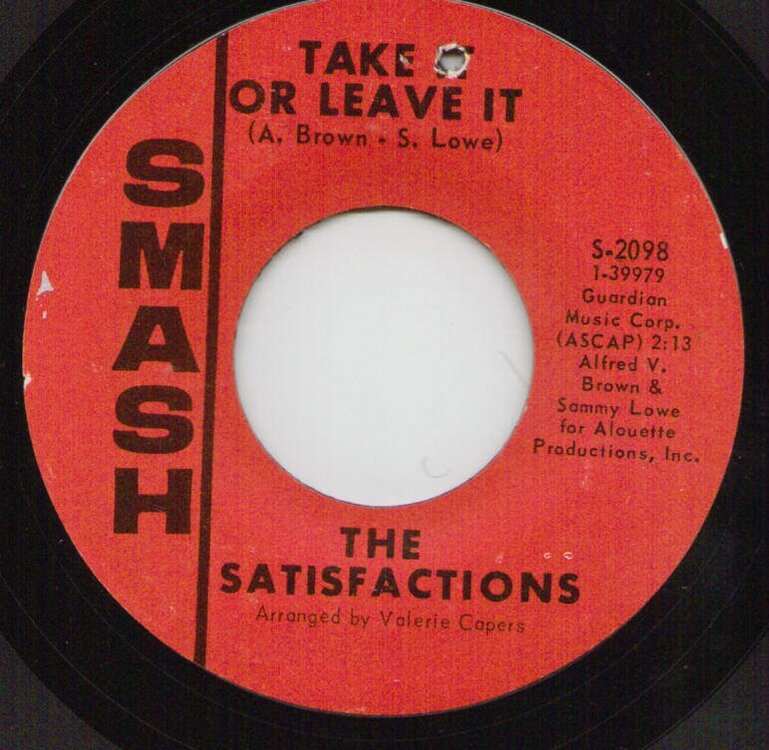 TAKE IT
OR LEAVE IT
(A. Brown - S. Lowe)
SMASH
S-2098
1-39979
Guardian
Music Corp.
(ASCAP) 2:13
Alfred V.
Brown &
Sammy Lowe
for Alouette
Productions, Inc.
THE
SATISFACTIONS
Arranged by Valerie Capers